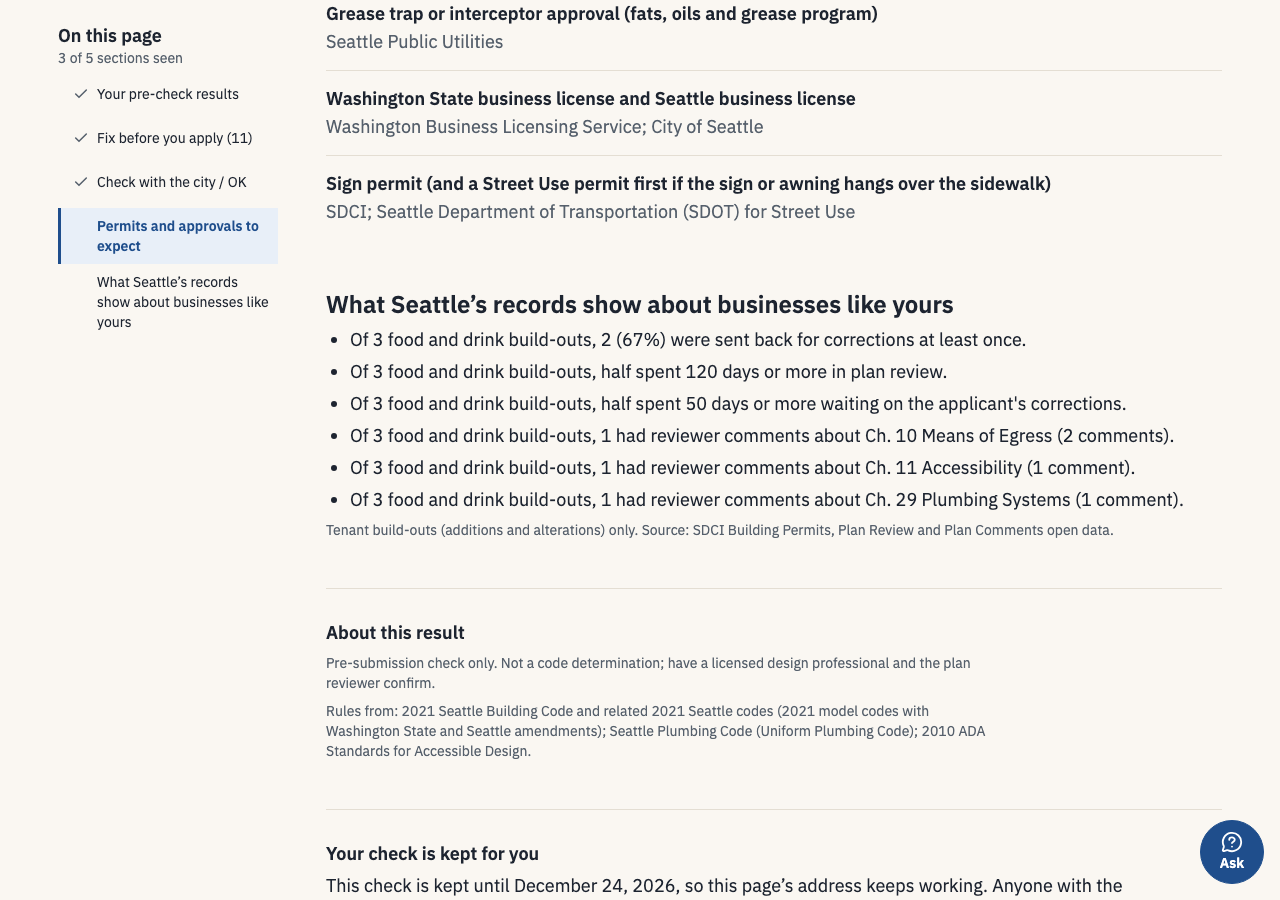 On this page
3 of 5 sections seen
Your pre-check results
Fix before you apply (11)
Check with the city / OK
Permits and approvals to
expect
What Seattle’s records
show about businesses like
yours
Grease trap or interceptor approval (fats, oils and grease program)
Seattle Public Utilities
Washington State business license and Seattle business license
Washington Business Licensing Service; City of Seattle
Sign permit (and a Street Use permit first if the sign or awning hangs over the sidewalk)
SDCI; Seattle Department of Transportation (SDOT) for Street Use
What Seattle’s records show about businesses like yours
Of 3 food and drink build-outs, 2 (67%) were sent back for corrections at least once.
Of 3 food and drink build-outs, half spent 120 days or more in plan review.
Of 3 food and drink build-outs, half spent 50 days or more waiting on the applicant's corrections.
Of 3 food and drink build-outs, 1 had reviewer comments about Ch. 10 Means of Egress (2 comments).
Of 3 food and drink build-outs, 1 had reviewer comments about Ch. 11 Accessibility (1 comment).
Of 3 food and drink build-outs, 1 had reviewer comments about Ch. 29 Plumbing Systems (1 comment).
Tenant build-outs (additions and alterations) only. Source: SDCI Building Permits, Plan Review and Plan Comments open data.
About this result
Pre-submission check only. Not a code determination; have a licensed design professional and the plan
reviewer confirm.
Rules from: 2021 Seattle Building Code and related 2021 Seattle codes (2021 model codes with
Washington State and Seattle amendments); Seattle Plumbing Code (Uniform Plumbing Code); 2010 ADA
Standards for Accessible Design.
Your check is kept for you
This check is kept until December 24, 2026, so this page’s address keeps working. Anyone with the
Ask